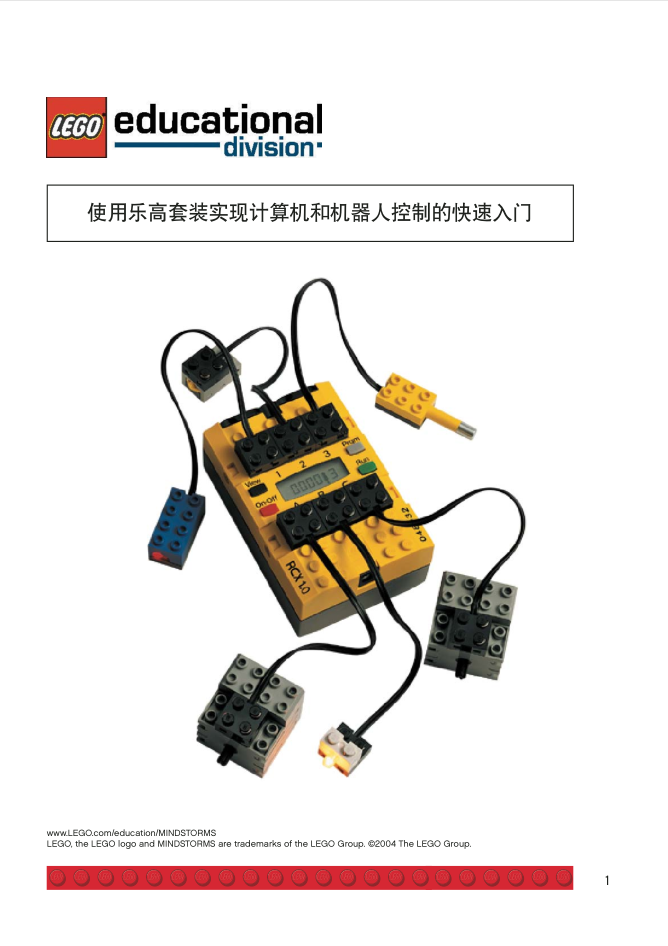 LEGO
educational
division
使用乐高套装实现计算机和机器人控制的快速入门
1 2 3
Prgm
View
Run
On-Off
A B C
RCX 1.0
www.LEGO.com/education/MINDSTORMS
LEGO, the LEGO logo and MINDSTORMS are trademarks of the LEGO Group. ©2004 The LEGO Group.
1